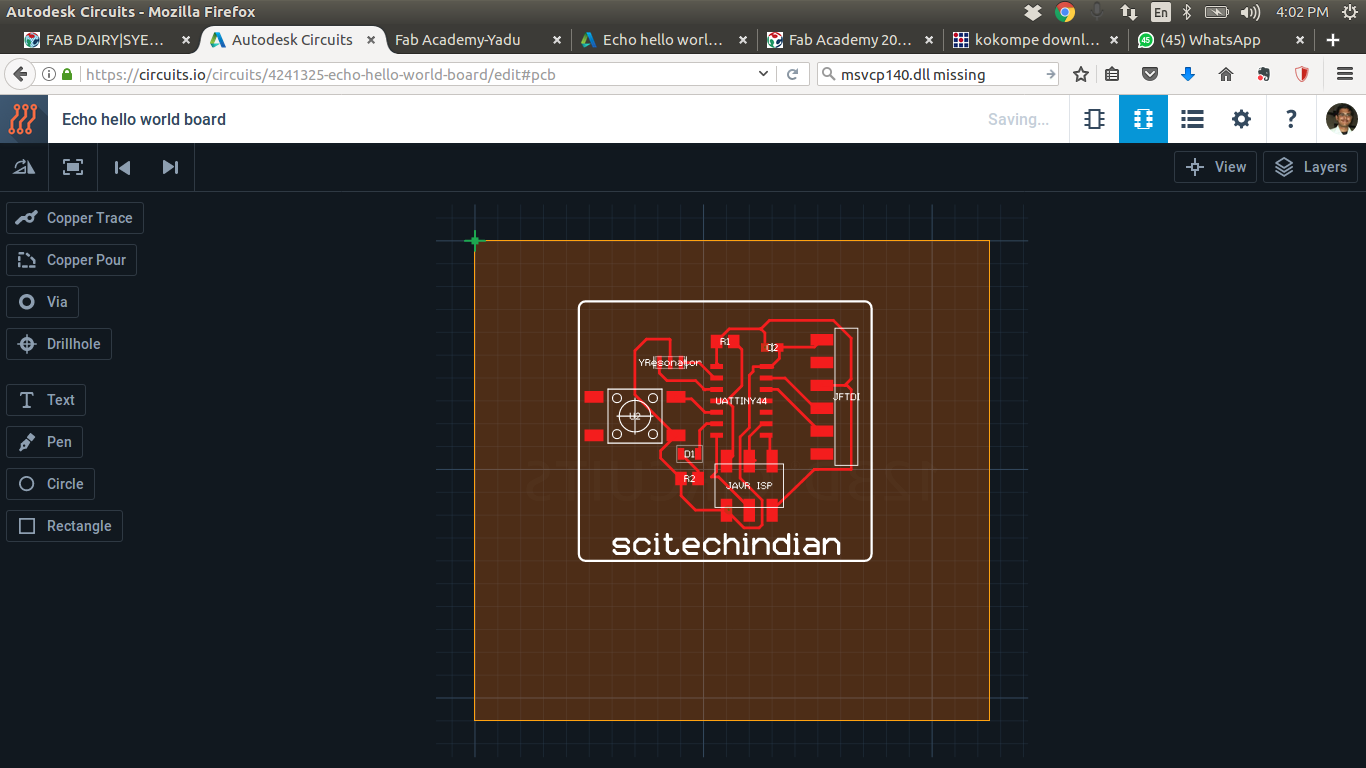 Autodesk Circuits - Mozilla Firefox
En
4:02 PM
FAB DAIRY|SYE…
Autodesk Circuits
Fab Academy-Yadu
Echo hello worl…
Fab Academy 20…
kokompe downl…
45
(45) WhatsApp
https://circuits.io/circuits/4241325-echo-hello-world-board/edit#pcb
msvcp140.dll missing
Echo hello world board
Saving...
View
Layers
Copper Trace
Copper Pour
Via
Drillhole
Text
Pen
Circle
Rectangle
R1
YResonator
UATTINY44
JFTDI
U2
D1
R2
JAVR ISP
scitechindian